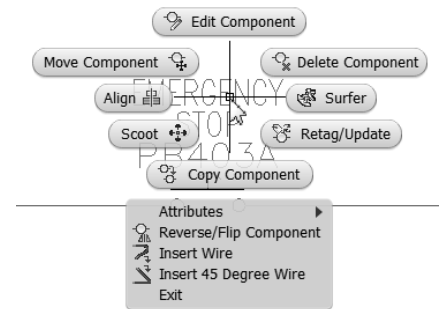 Edit Component
Move Component
Delete Component
EMERGENCY
Align
Surfer
STOP
Scoot
Retag/Update
PB403A
Copy Component
Attributes
Reverse/Flip Component
Insert Wire
Insert 45 Degree Wire
Exit